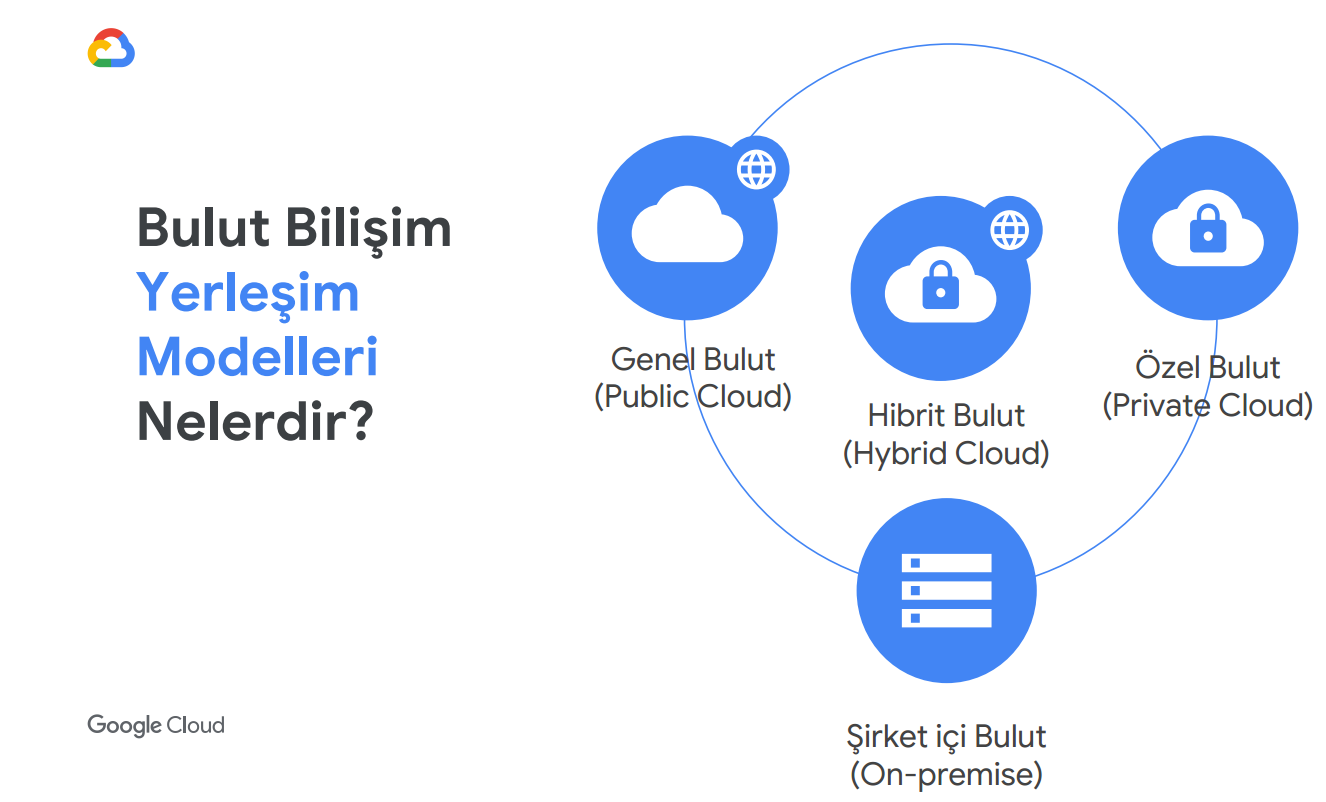 Bulut Bilişim
Yerleşim
Modelleri
Nelerdir?
Genel Bulut
(Public Cloud)
Hibrit Bulut
(Hybrid Cloud)
Özel Bulut
(Private Cloud)
Şirket içi Bulut
(On-premise)
Google Cloud